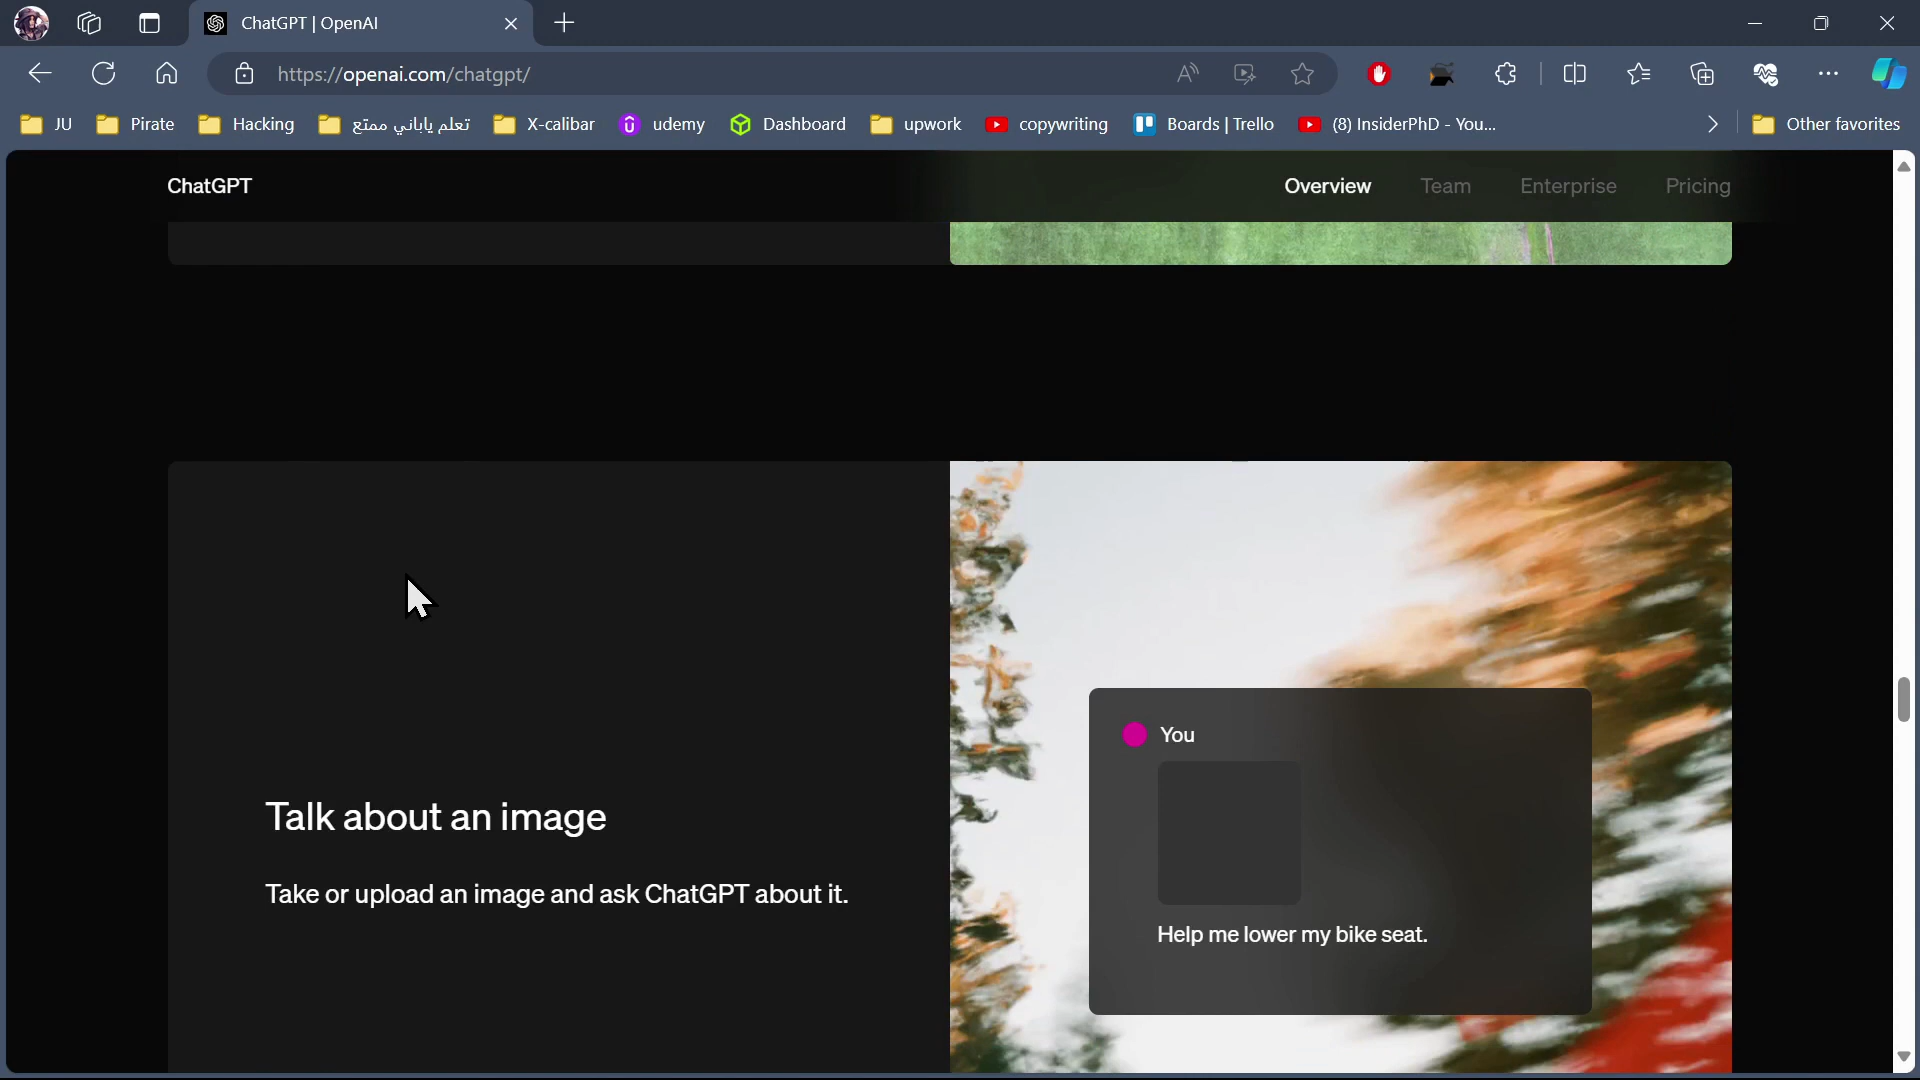 ChatGPT | OpenAI
https://openai.com/chatgpt/
JU
Pirate
Hacking
تعلم ياباني ممتع
X-calibar
udemy
Dashboard
upwork
copywriting
Boards | Trello
(8) InsiderPhD - You...
Other favorites
ChatGPT
Overview
Team
Enterprise
Pricing
Talk about an image
Take or upload an image and ask ChatGPT about it.
You
Help me lower my bike seat.